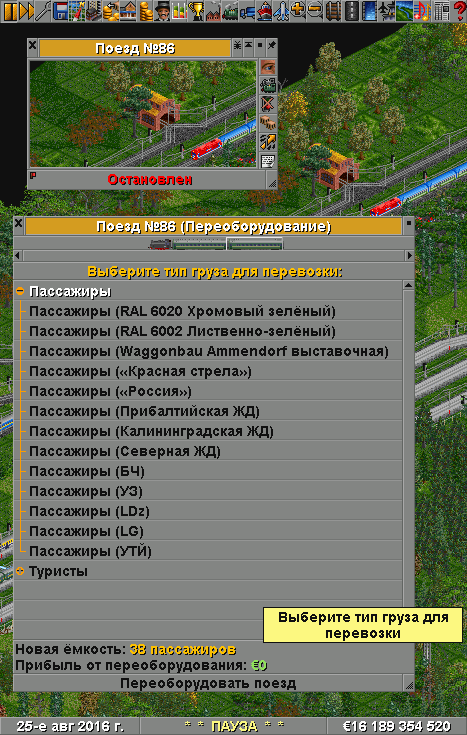 Поезд №86
Остановлен
Поезд №86 (Переоборудование)
Выберите тип груза для перевозки:
Пассажиры
Пассажиры (RAL 6020 Хромовый зелёный)
Пассажиры (RAL 6002 Лиственно-зелёный)
Пассажиры (Waggonbau Ammendorf выставочная)
Пассажиры («Красная стрела»)
Пассажиры («Россия»)
Пассажиры (Прибалтийская ЖД)
Пассажиры (Калининградская ЖД)
Пассажиры (Северная ЖД)
Пассажиры (БЧ)
Пассажиры (УЗ)
Пассажиры (LDz)
Пассажиры (LG)
Пассажиры (УТЙ)
Туристы
Выберите тип груза для
перевозки
Новая ёмкость: 38 пассажиров
Прибыль от переоборудования: €0
Переоборудовать поезд
25-е авг 2016 г.
* * ПАУЗА * *
€16 189 354 520